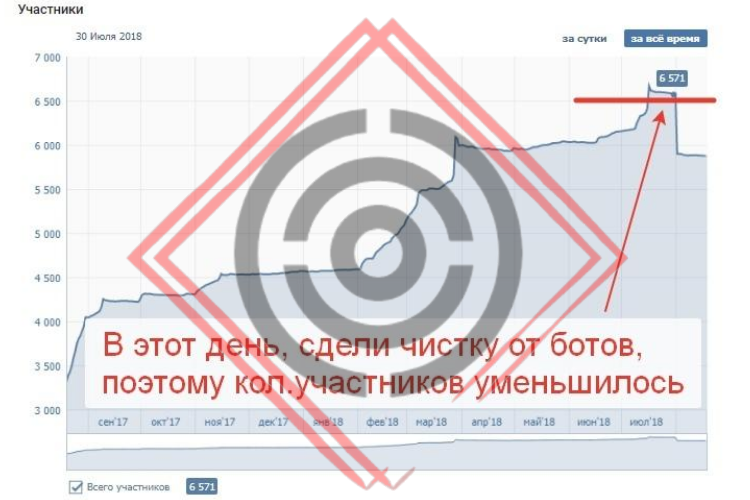 Участники
30 Июля 2018
за сутки
за всё время
7 000
6 571
6 500
6 000
5 500
5 000
4 500
4 000
В этот день, сдели чистку от ботов,
3 500
поэтому кол.участников уменьшилось
3 000
сен'17 окт'17 ноя'17 дек'17 янв'18 фев'18 мар'18 апр'18 май'18 июн'18 июл'18
Всего участников 6 571